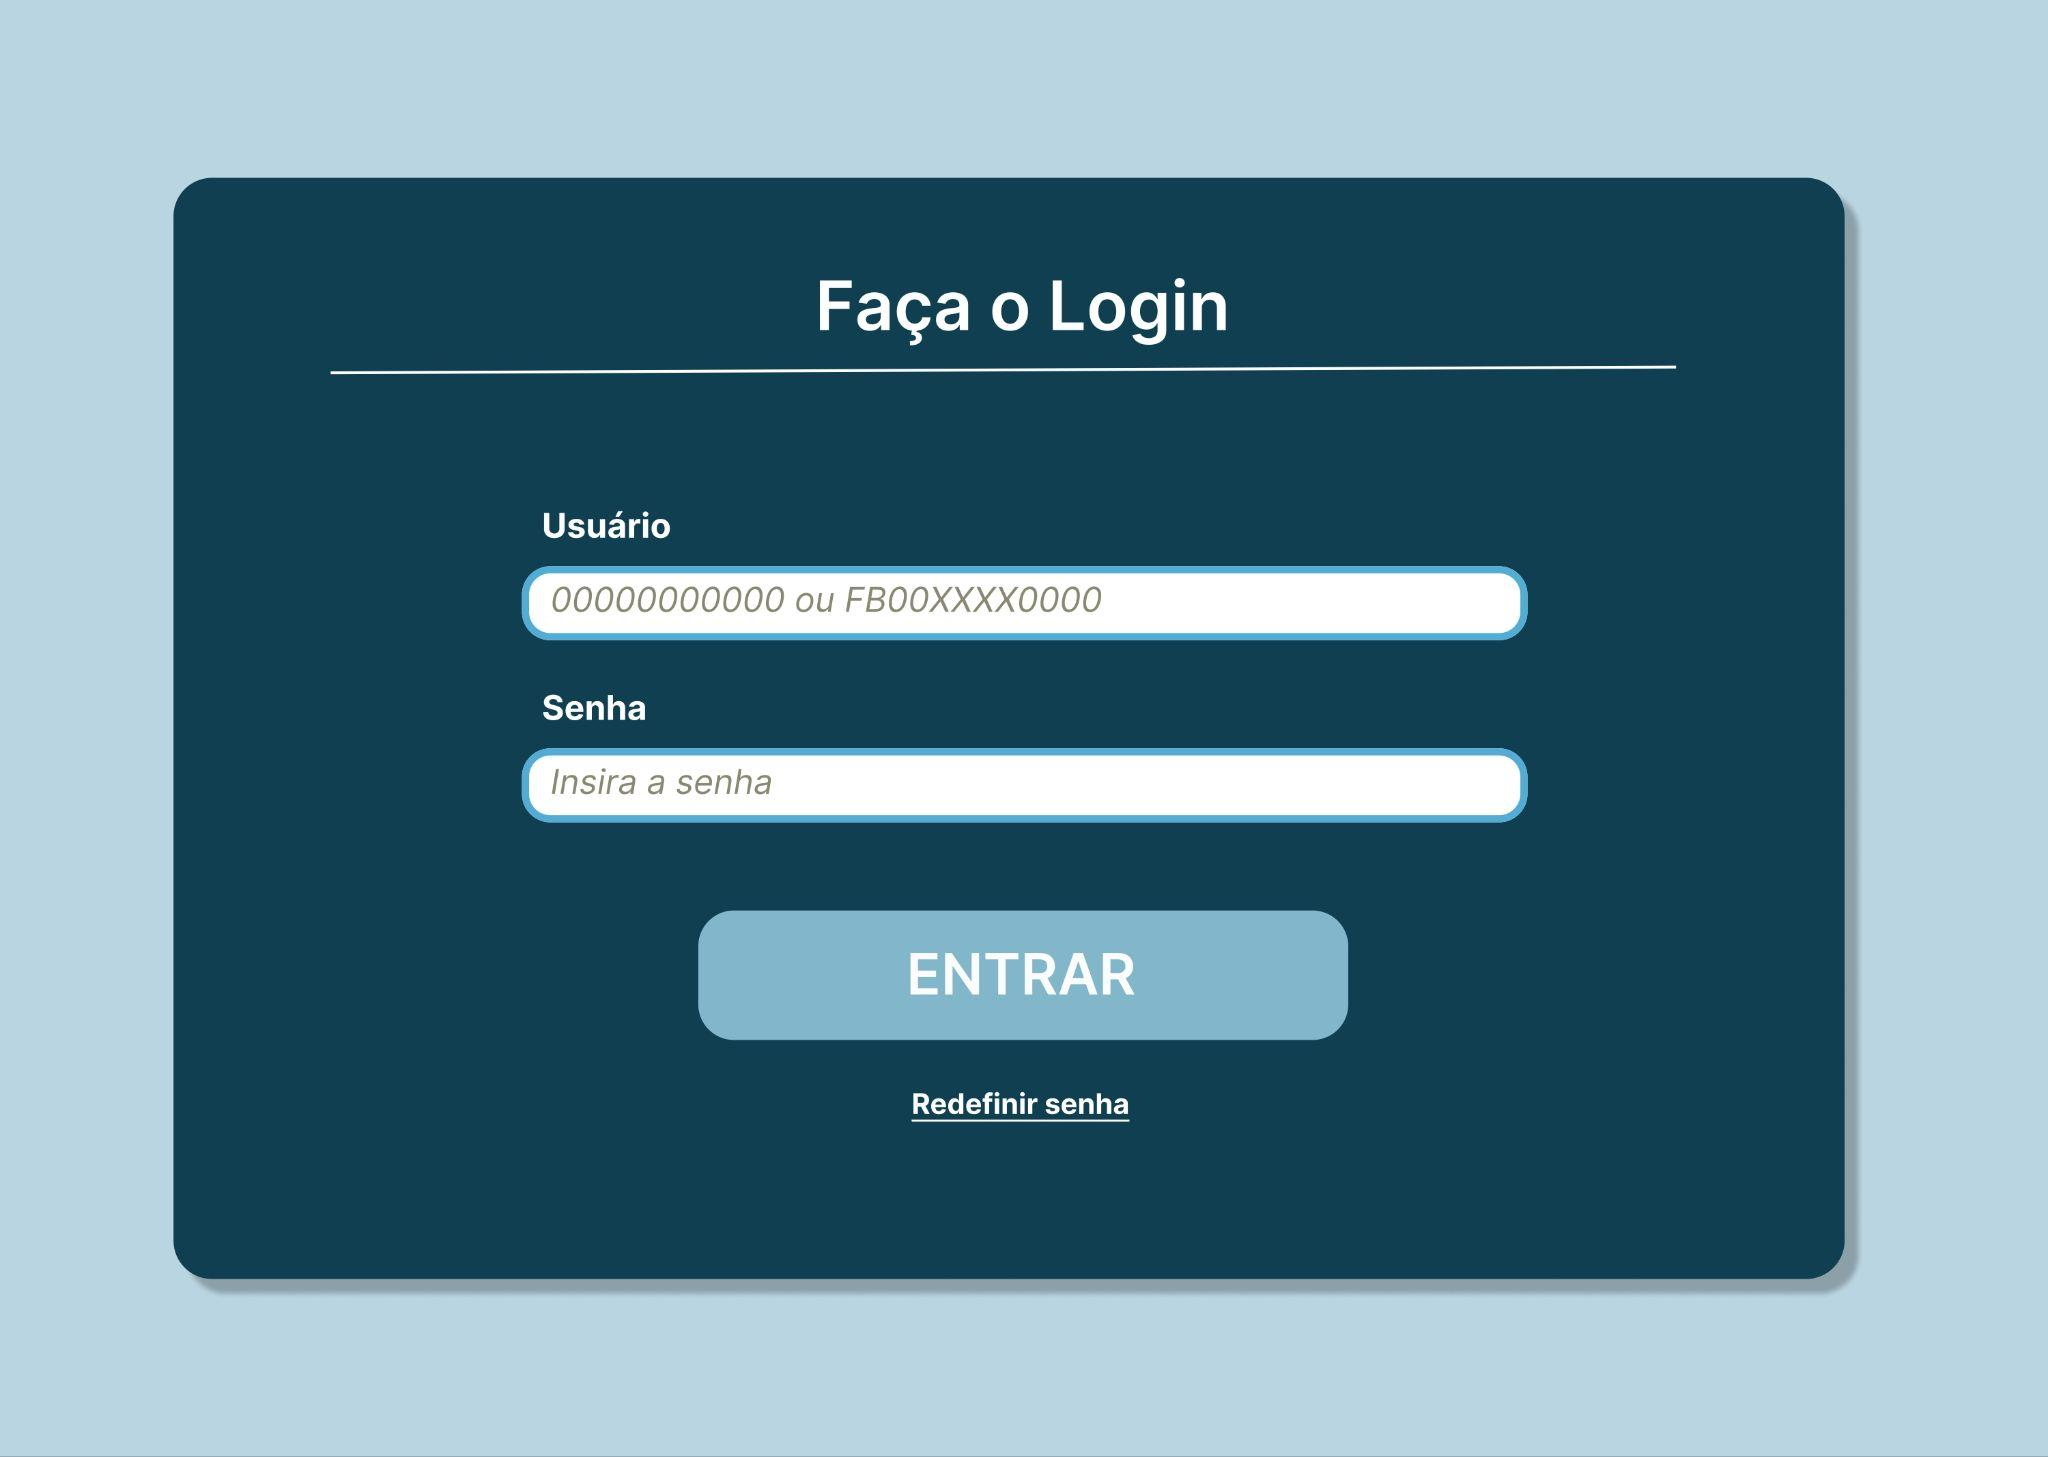 Faça o Login
Usuário
00000000000 ou FB00XXXX0000
Senha
Insira a senha
ENTRAR
Redefinir senha